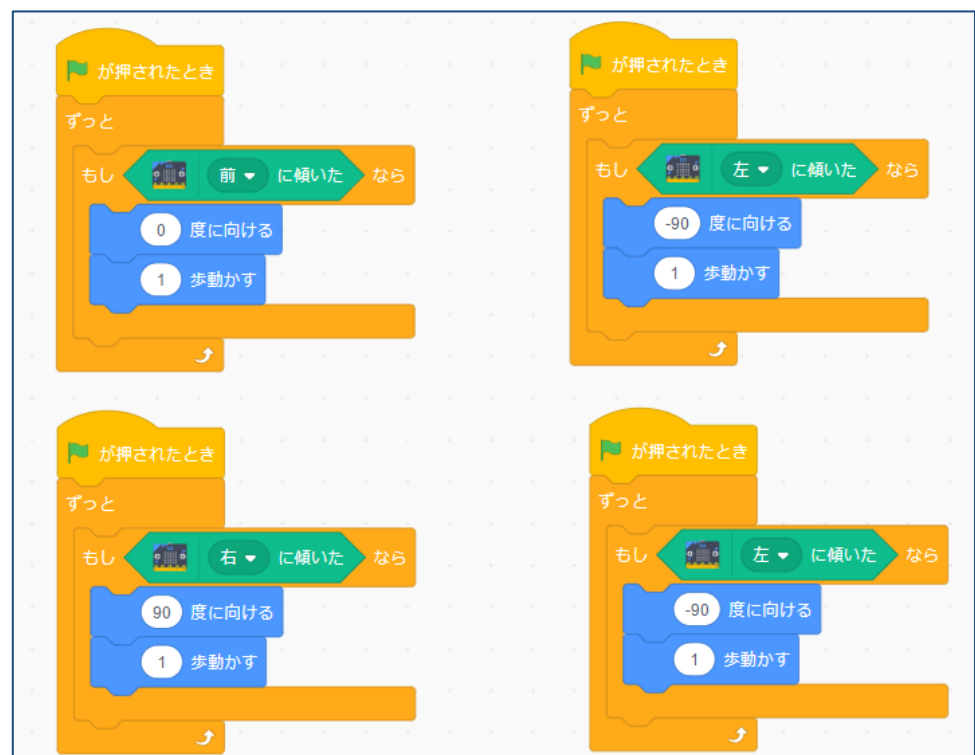 が押されたとき
ずっと
もし 前 に傾いた なら
0 度に向ける
1 歩動かす
が押されたとき
ずっと
もし 左 に傾いた なら
-90 度に向ける
1 歩動かす
が押されたとき
ずっと
もし 右 に傾いた なら
90 度に向ける
1 歩動かす
が押されたとき
ずっと
もし 左 に傾いた なら
-90 度に向ける
1 歩動かす